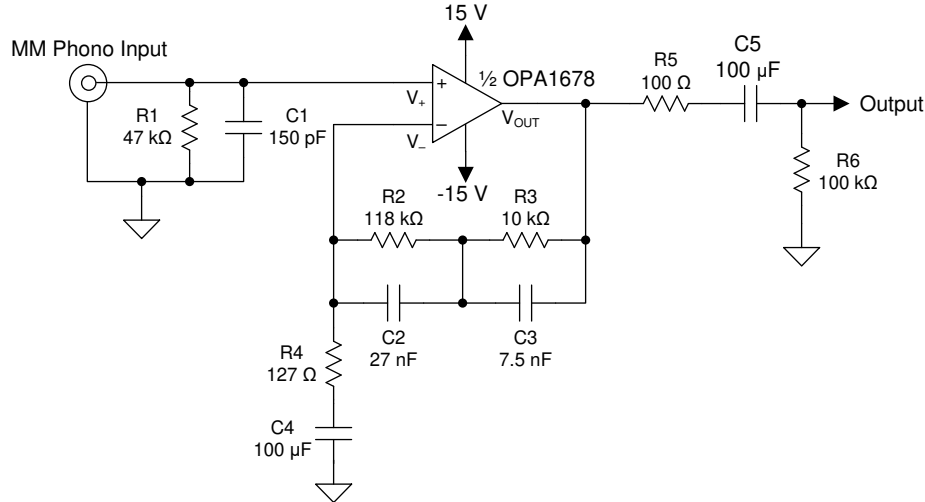 15 V
MM Phono Input
½ OPA1678
V+
V–
VOUT
-15 V
R1
47 kΩ
C1
150 pF
R5
100 Ω
C5
100 µF
Output
R6
100 kΩ
R2
118 kΩ
R3
10 kΩ
C2
27 nF
C3
7.5 nF
R4
127 Ω
C4
100 µF